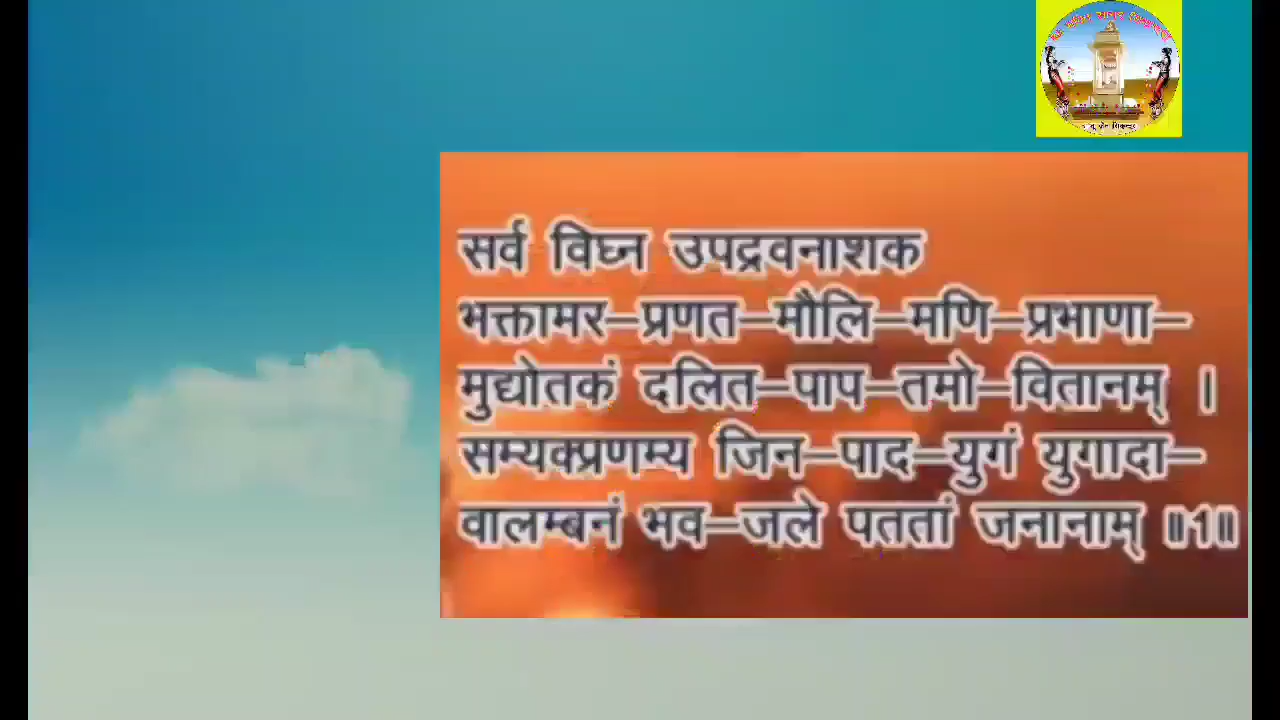 सर्व विघ्न उपद्रवनाशक
भक्तामर–प्रणत–मौलि–मणि–प्रभाणा–
मुद्योतकं दलित–पाप–तमो–वितानम् ।
सम्यक्प्रणम्य जिन–पाद–युगं युगादा–
वालम्बनं भव–जले पततां जनानाम् ॥1॥